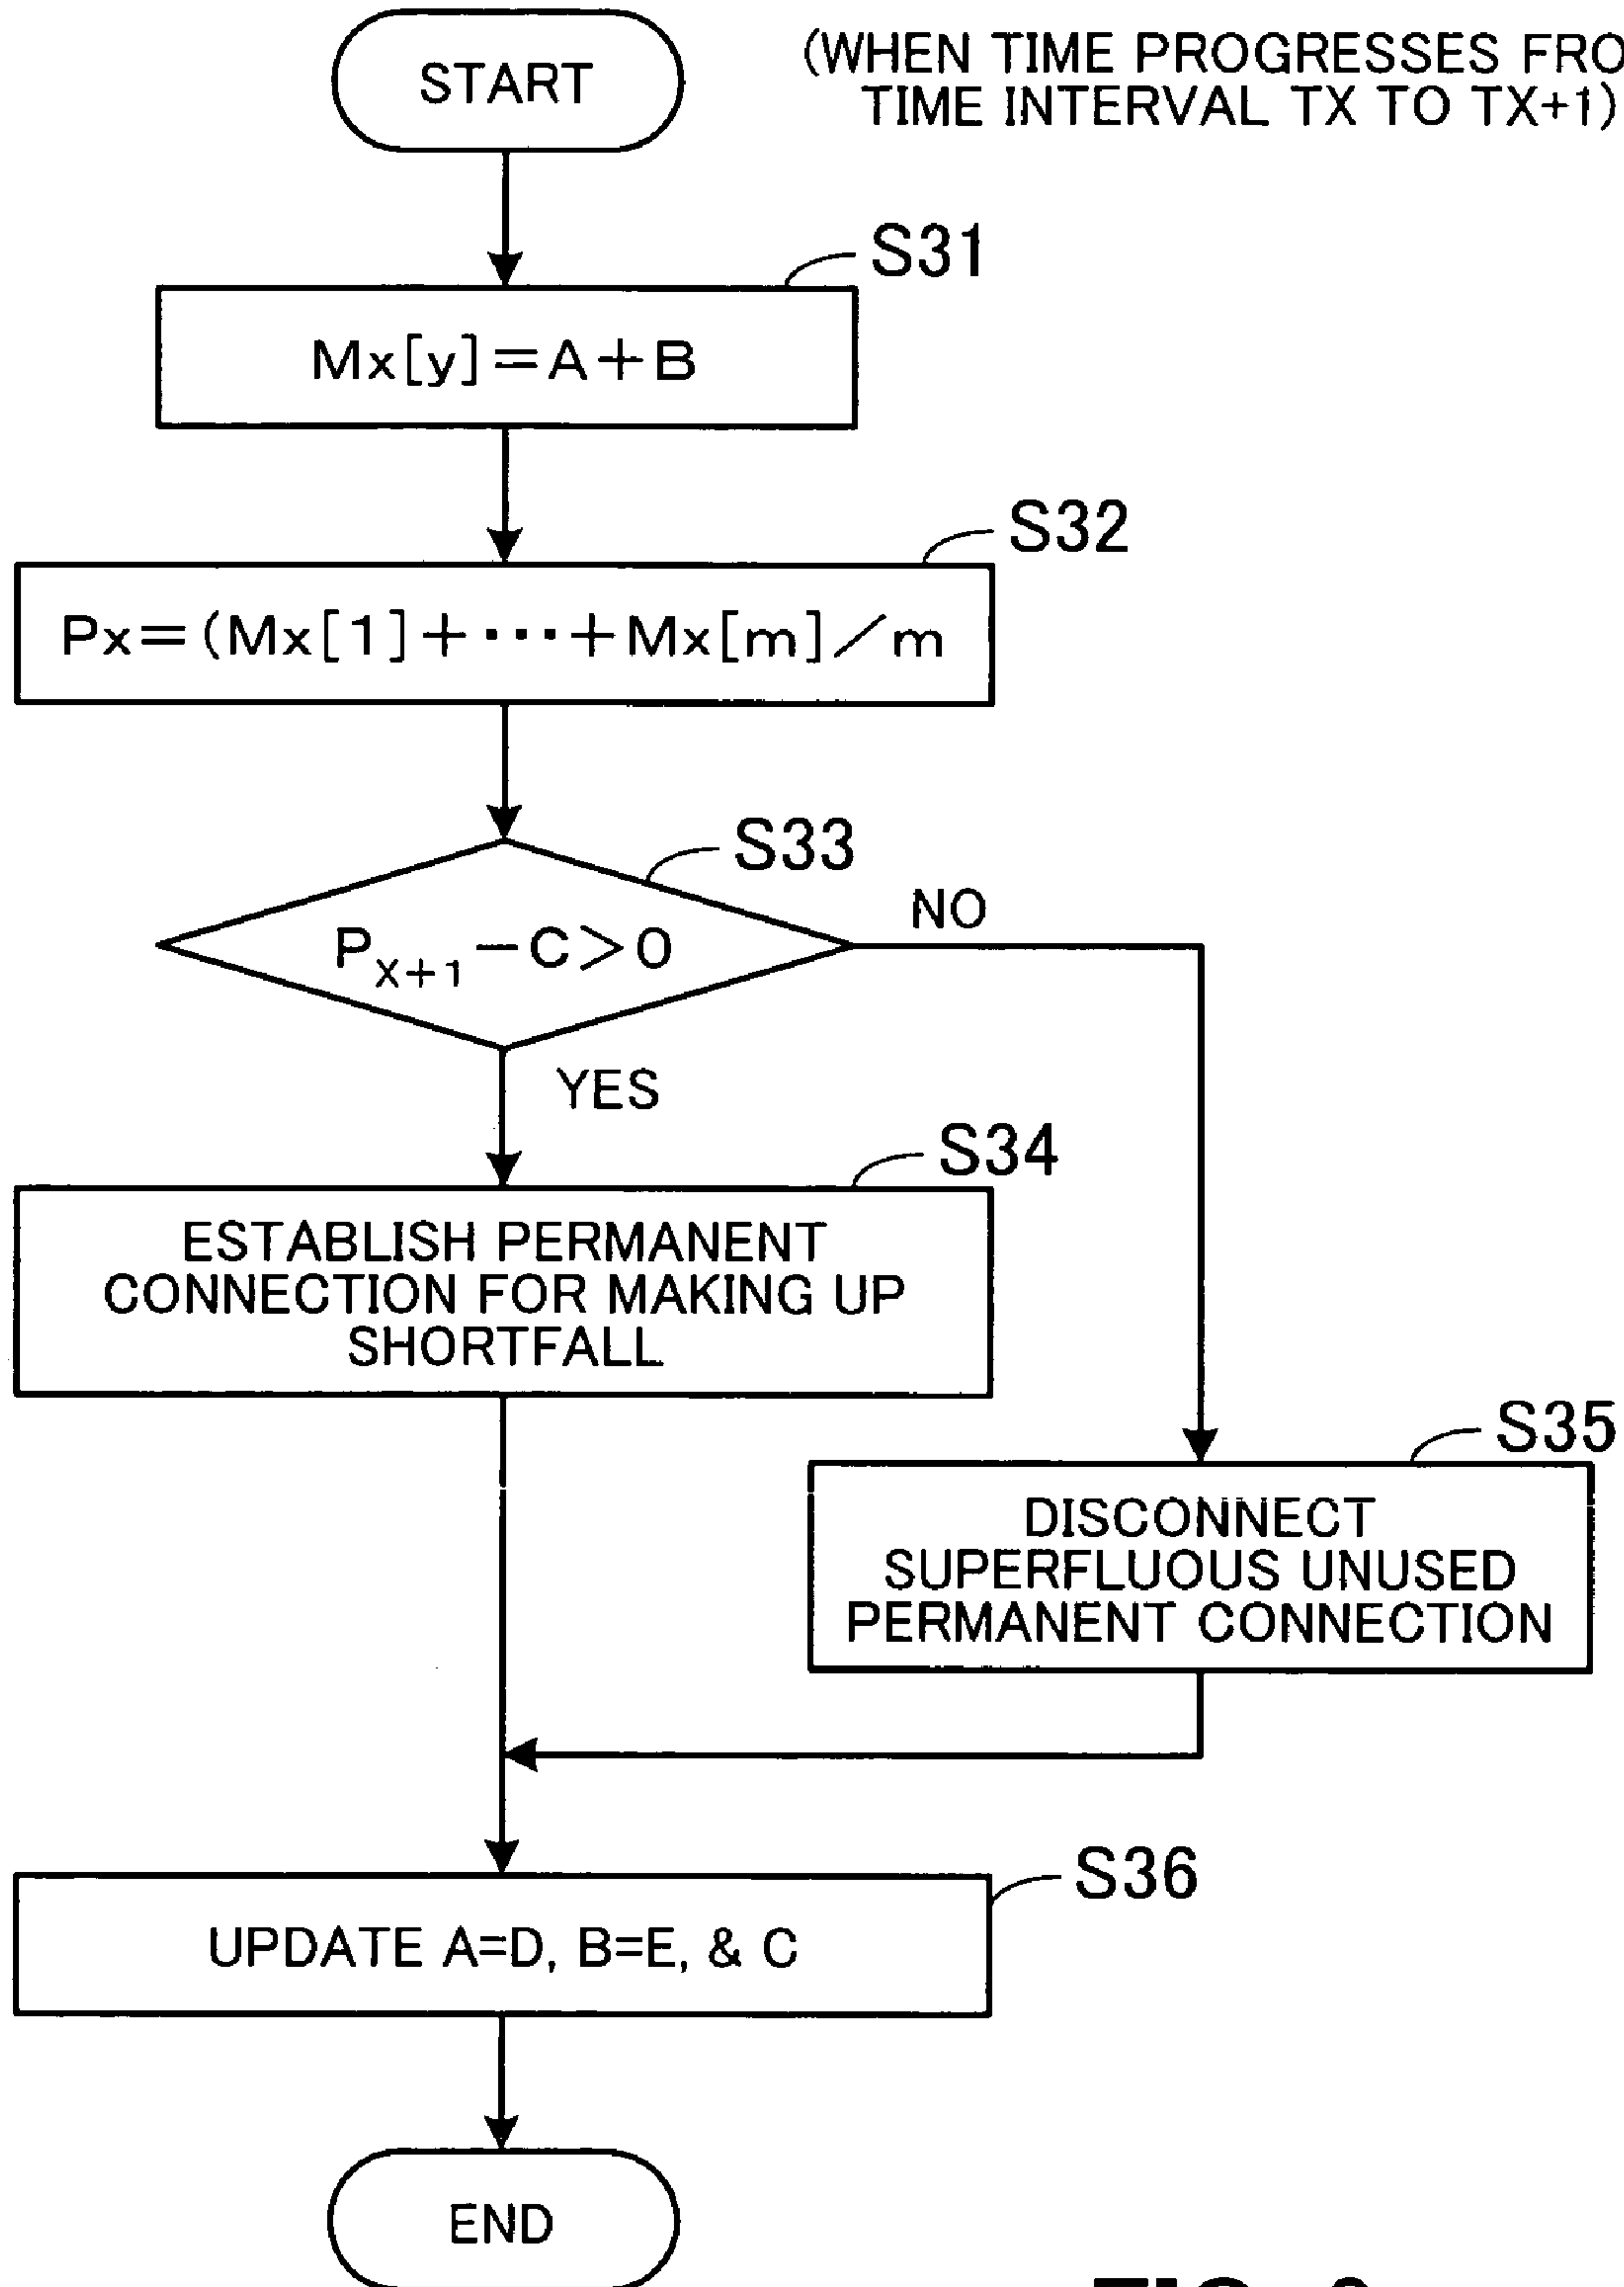 START
(WHEN TIME PROGRESSES FRO
TIME INTERVAL TX TO TX+1)
S31
Mx[y]=A+B
S32
Px=(Mx[1]+···+Mx[m]/m
S33
P_{X+1}-C>0
NO
YES
S34
ESTABLISH PERMANENT
CONNECTION FOR MAKING UP
SHORTFALL
S35
DISCONNECT
SUPERFLUOUS UNUSED
PERMANENT CONNECTION
S36
UPDATE A=D, B=E, & C
END